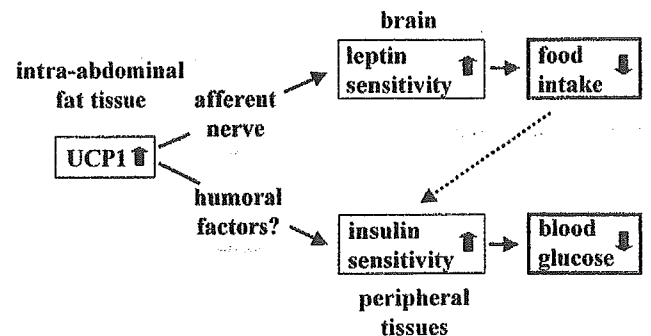 brain
intra-abdominal
fat tissue
afferent
nerve
leptin
sensitivity
food
intake
UCP1
humoral
factors?
insulin
sensitivity
blood
glucose
peripheral
tissues